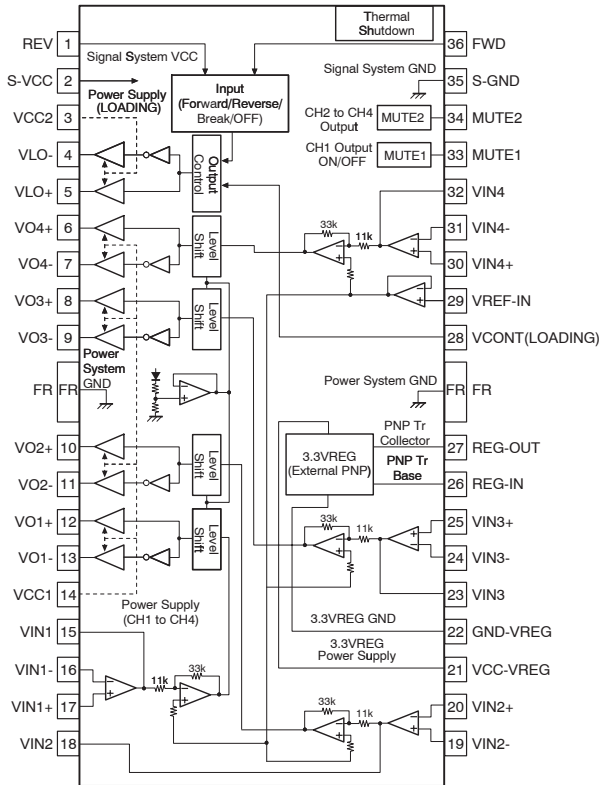 Thermal
Shutdown
REV 1
Signal System VCC
36 FWD
S-VCC 2
Power Supply
(LOADING)
Input
(Forward/Reverse/
Break/OFF)
Signal System GND
35 S-GND
VCC2 3
CH2 to CH4
Output
MUTE2
34 MUTE2
VLO- 4
Output
Control
CH1 Output
ON/OFF
MUTE1
33 MUTE1
VLO+ 5
32 VIN4
VO4+ 6
Level
Shift
33k
11k
31 VIN4-
VO4- 7
30 VIN4+
VO3+ 8
Level
Shift
29 VREF-IN
VO3- 9
28 VCONT(LOADING)
Power
System
GND
FR FR
Power System GND
FR FR
VO2+ 10
Level
Shift
3.3VREG
(External PNP)
PNP Tr
Collector
27 REG-OUT
VO2- 11
PNP Tr
Base
26 REG-IN
VO1+ 12
Level
Shift
33k
11k
25 VIN3+
VO1- 13
24 VIN3-
VCC1 14
Power Supply
(CH1 to CH4)
23 VIN3
VIN1 15
3.3VREG GND
22 GND-VREG
VIN1- 16
11k
33k
3.3VREG
Power Supply
21 VCC-VREG
VIN1+ 17
33k
11k
20 VIN2+
VIN2 18
19 VIN2-